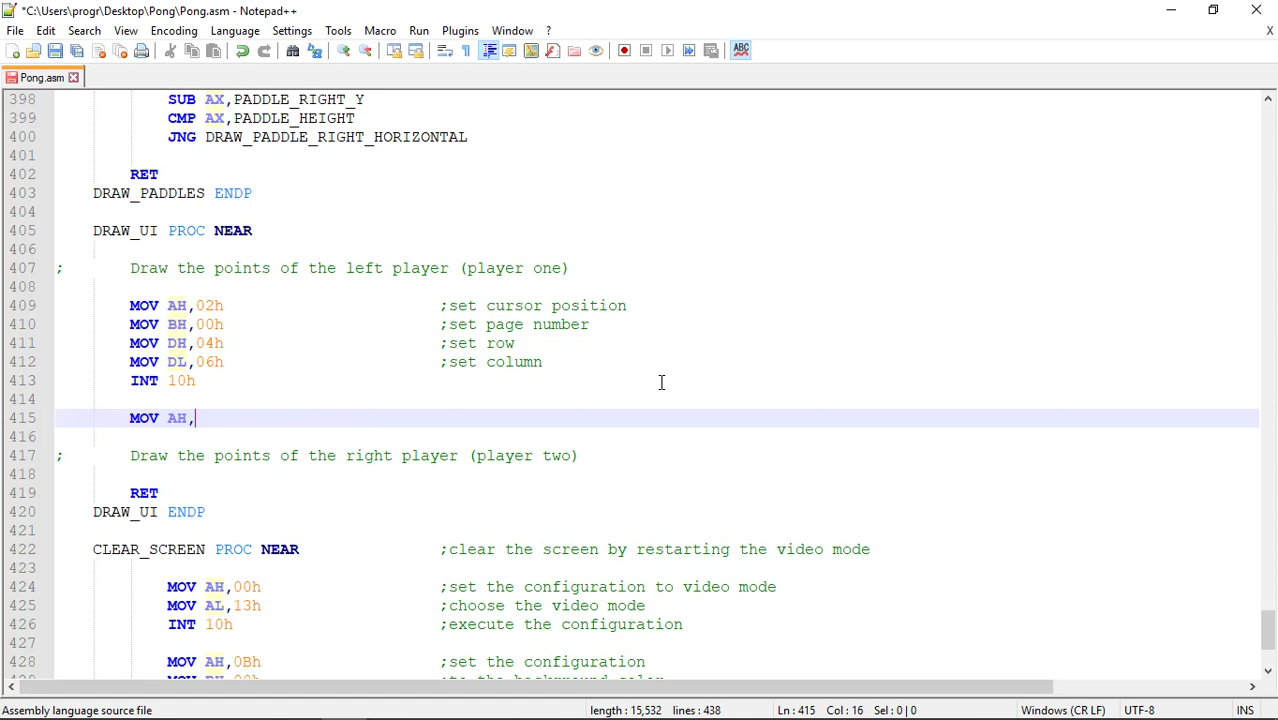 *C:\Users\progr\Desktop\Pong\Pong.asm - Notepad++
File Edit Search View Encoding Language Settings Tools Macro Run Plugins Window ? X
ABC
Pong.asm
398 SUB AX,PADDLE_RIGHT_Y
399 CMP AX,PADDLE_HEIGHT
400 JNG DRAW_PADDLE_RIGHT_HORIZONTAL
401
402 RET
403 DRAW_PADDLES ENDP
404
405 DRAW_UI PROC NEAR
406
407 ; Draw the points of the left player (player one)
408
409 MOV AH,02h ;set cursor position
410 MOV BH,00h ;set page number
411 MOV DH,04h ;set row
412 MOV DL,06h ;set column
413 INT 10h
414
415 MOV AH,
416
417 ; Draw the points of the right player (player two)
418
419 RET
420 DRAW_UI ENDP
421
422 CLEAR_SCREEN PROC NEAR ;clear the screen by restarting the video mode
423
424 MOV AH,00h ;set the configuration to video mode
425 MOV AL,13h ;choose the video mode
426 INT 10h ;execute the configuration
427
428 MOV AH,0Bh ;set the configuration
Assembly language source file length : 15,532 lines : 438 Ln : 415 Col : 16 Sel : 0 | 0 Windows (CR LF) UTF-8 INS